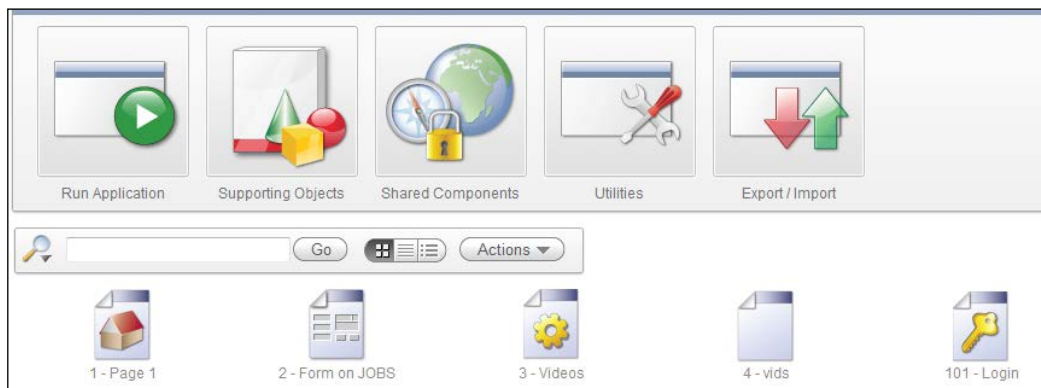 Run Application
Supporting Objects
Shared Components
Utilities
Export / Import
Go
Actions
1 - Page 1
2 - Form on JOBS
3 - Videos
4 - vids
101 - Login